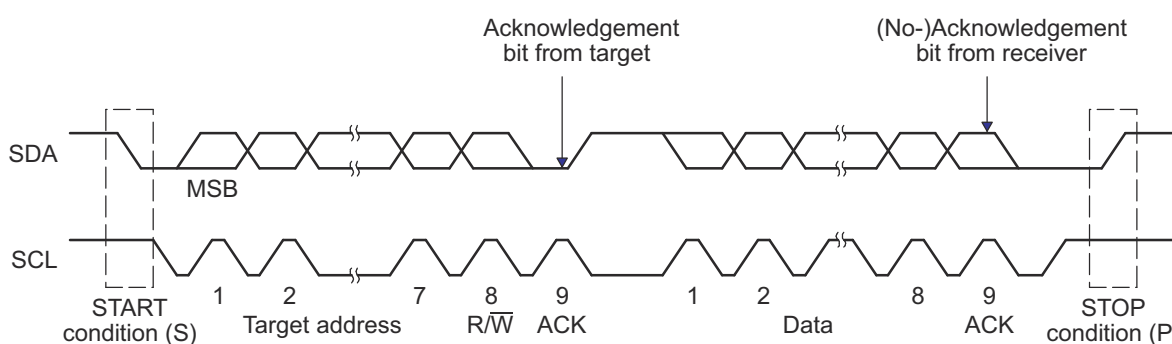 Acknowledgement
bit from target
(No-)Acknowledgement
bit from receiver
SDA
MSB
SCL
1 2 7 8 9 1 2 8 9
START
condition (S)
Target address R/W̅ ACK Data ACK
STOP
condition (P